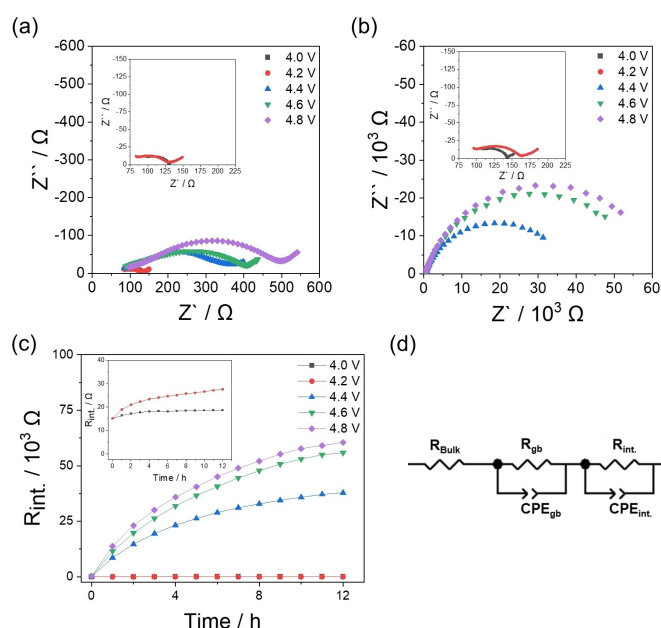 (a)
-600
-500
-400
-300
-200
-100
0
0 100 200 300 400 500 600
Z`` / Ω
Z` / Ω
4.0 V
4.2 V
4.4 V
4.6 V
4.8 V
-150
-125
-100
-75
-50
-25
0
75 100 125 150 175 200 225
Z`` / Ω
Z` / Ω
(b)
-60
-50
-40
-30
-20
-10
0
0 10 20 30 40 50 60
Z`` / 10³ Ω
Z` / 10³ Ω
4.0 V
4.2 V
4.4 V
4.6 V
4.8 V
-150
-125
-100
-75
-50
-25
0
75 100 125 150 175 200 225
Z`` / Ω
Z` / Ω
(c)
100
75
50
25
0
0 4 8 12
R_int. / 10³ Ω
Time / h
4.0 V
4.2 V
4.4 V
4.6 V
4.8 V
40
30
20
10
0
0 2 4 6 8 10 12
R_int. / Ω
Time / h
(d)
R_Bulk R_gb R_int.
CPE_gb CPE_int.